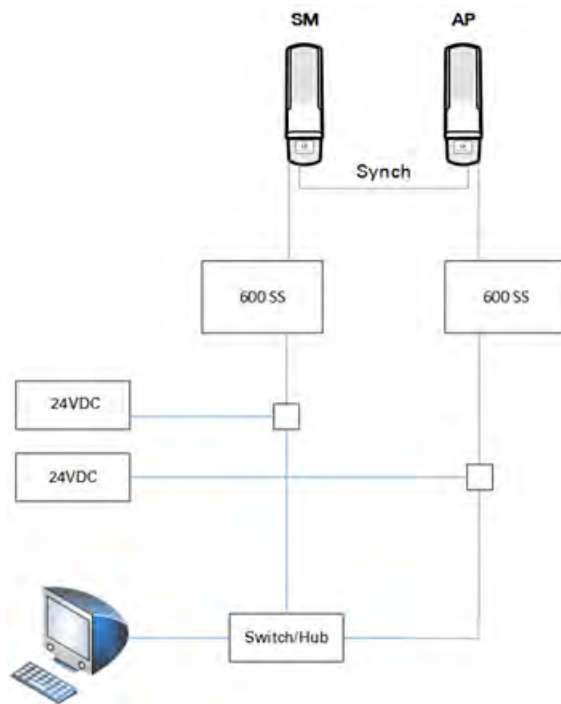 SM AP
Synch
600 SS 600 SS
24VDC
24VDC
Switch/Hub